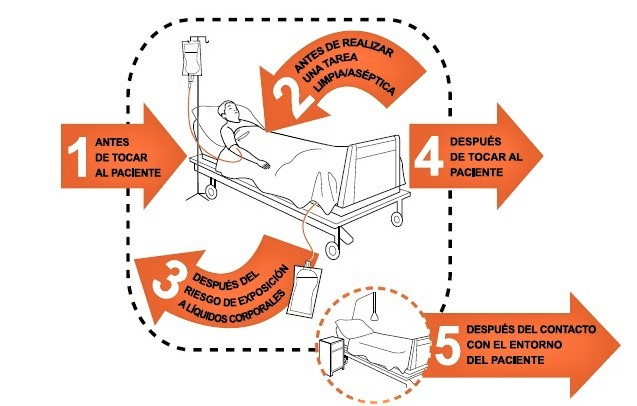 1
ANTES
DE TOCAR
AL PACIENTE
2
ANTES DE REALIZAR
UNA TAREA
LIMPIA/ASÉPTICA
3
DESPUÉS DEL
RIESGO DE EXPOSICIÓN
A LÍQUIDOS CORPORALES
4
DESPUÉS
DE TOCAR AL
PACIENTE
5
DESPUÉS DEL CONTACTO
CON EL ENTORNO
DEL PACIENTE